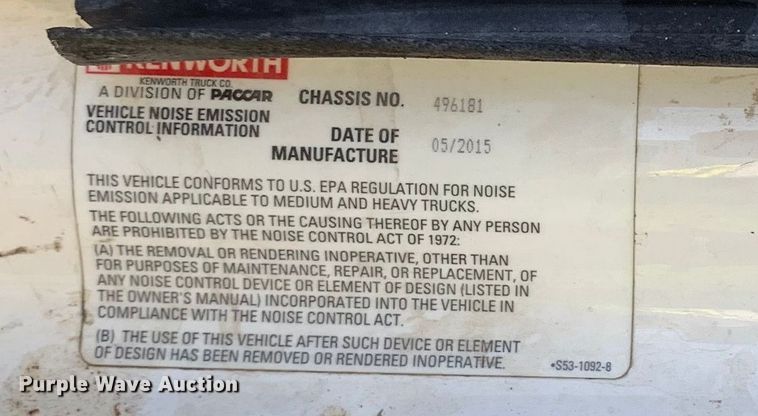 KENWORTH
KENWORTH TRUCK CO.
A DIVISION OF PACCAR
CHASSIS NO. 496181
VEHICLE NOISE EMISSION
CONTROL INFORMATION
DATE OF
MANUFACTURE 05/2015
THIS VEHICLE CONFORMS TO U.S. EPA REGULATION FOR NOISE
EMISSION APPLICABLE TO MEDIUM AND HEAVY TRUCKS.
THE FOLLOWING ACTS OR THE CAUSING THEREOF BY ANY PERSON
ARE PROHIBITED BY THE NOISE CONTROL ACT OF 1972:
(A) THE REMOVAL OR RENDERING INOPERATIVE, OTHER THAN
FOR PURPOSES OF MAINTENANCE, REPAIR, OR REPLACEMENT, OF
ANY NOISE CONTROL DEVICE OR ELEMENT OF DESIGN (LISTED IN
THE OWNER'S MANUAL) INCORPORATED INTO THE VEHICLE IN
COMPLIANCE WITH THE NOISE CONTROL ACT.
(B) THE USE OF THIS VEHICLE AFTER SUCH DEVICE OR ELEMENT
OF DESIGN HAS BEEN REMOVED OR RENDERED INOPERATIVE.
•S53-1092-8
Purple Wave Auction